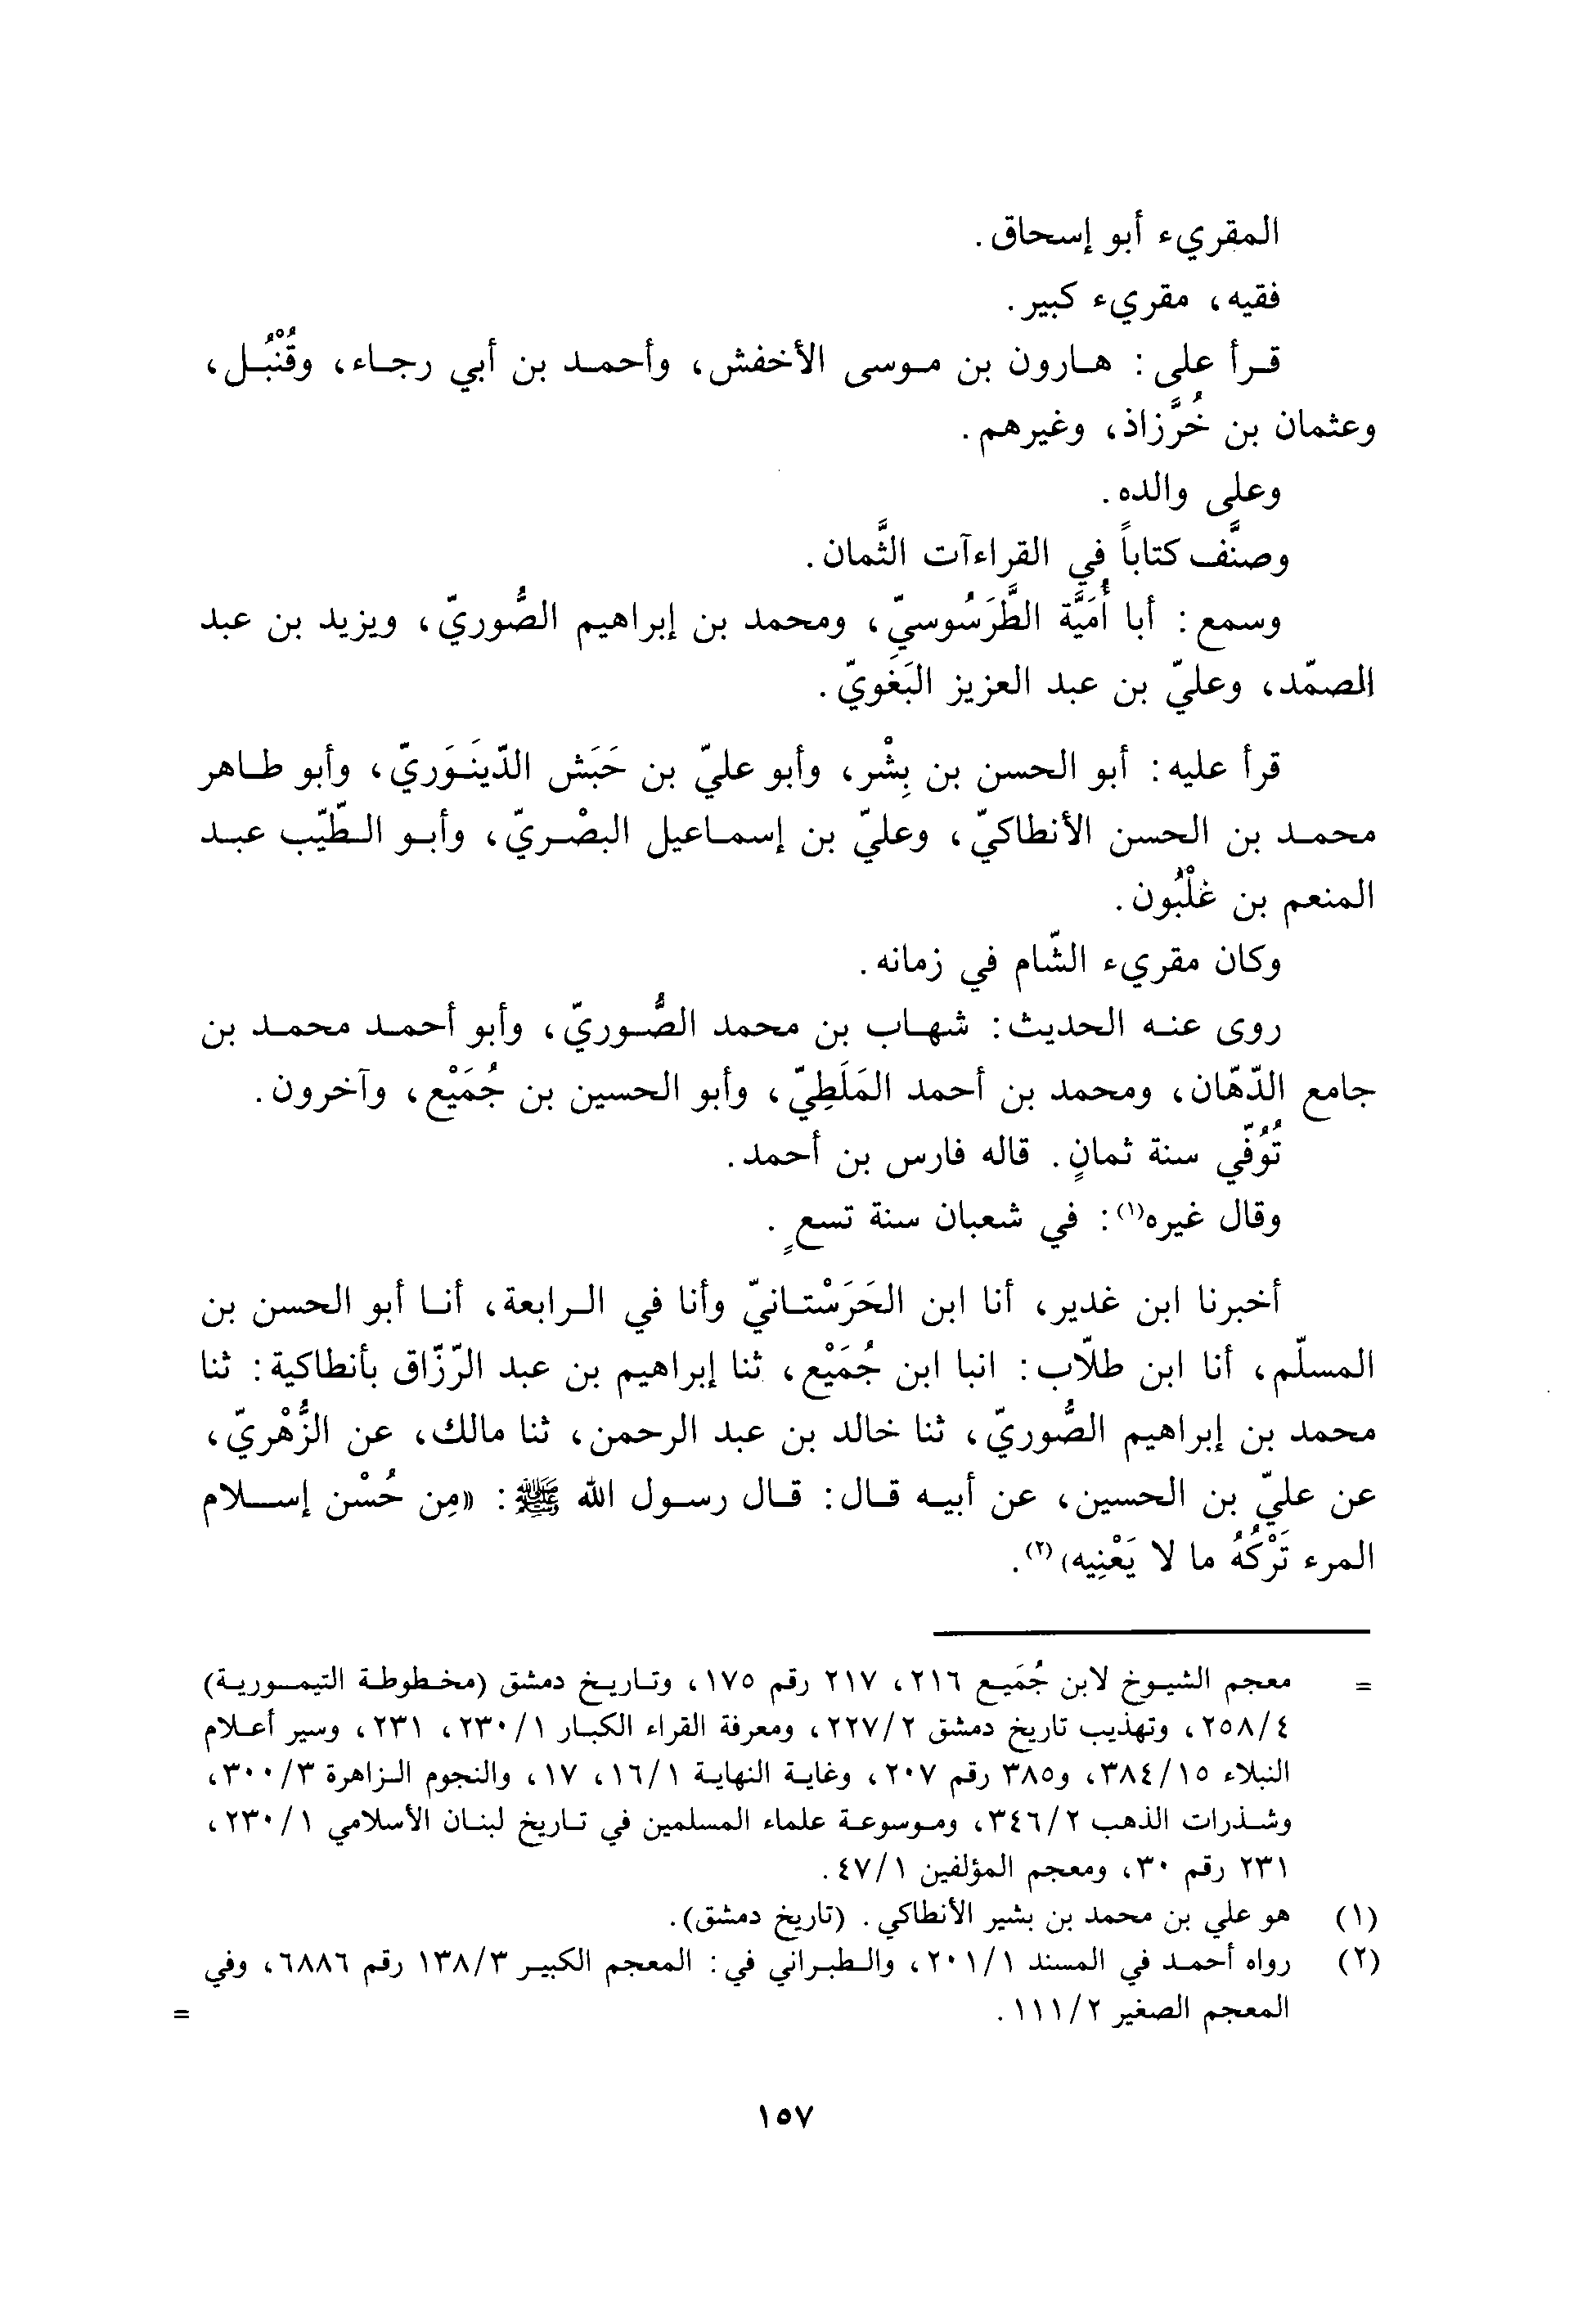 المقريء أبو إسحاق.
فقيه، مقريء كبير.
قرأ على: هارون بن موسى الأخفش، وأحمد بن أبي رجاء، وقُنْبُل،
وعثمان بن خُرَّزاذ، وغيرهم.
وعلى والده.
وصنَّف كتاباً في القراءآت الثَّمان.
وسمع: أبا أُمَيَّة الطَّرَسُوسيّ، ومحمد بن إبراهيم الصُّوريّ، ويزيد بن عبد
الصمّد، وعليّ بن عبد العزيز البَغَويّ.
قرأ عليه: أبو الحسن بن بِشْر، وأبو عليّ بن حَبَش الدّينَوَريّ، وأبو طاهر
محمد بن الحسن الأنطاكيّ، وعليّ بن إسماعيل البصْريّ، وأبو الطّيّب عبد
المنعم بن غلْبُون.
وكان مقريء الشّام في زمانه.
روى عنه الحديث: شهاب بن محمد الصُّوريّ، وأبو أحمد محمد بن
جامع الدّهّان، ومحمد بن أحمد المَلَطِيّ، وأبو الحسين بن جُمَيْع، وآخرون.
تُوُفّي سنة ثمانٍ. قاله فارس بن أحمد.
وقال غيره(١): في شعبان سنة تسعٍ.
أخبرنا ابن غدير، أنا ابن الحَرَسْتانيّ وأنا في الرابعة، أنا أبو الحسن بن
المسلّم، أنا ابن طلّاب: انبا ابن جُمَيْع، ثنا إبراهيم بن عبد الرّزّاق بأنطاكية: ثنا
محمد بن إبراهيم الصُّوريّ، ثنا خالد بن عبد الرحمن، ثنا مالك، عن الزُّهْريّ،
عن عليّ بن الحسين، عن أبيه قال: قال رسول الله ﷺ: «مِن حُسْن إسلام
المرء تَرْكُهُ ما لا يَعْنِيه»(٢).
= معجم الشيوخ لابن جُمَيع ٢١٦، ٢١٧ رقم ١٧٥، وتاريخ دمشق (مخطوطة التيمورية)
٢٥٨/٤، وتهذيب تاريخ دمشق ٢٢٧/٢، ومعرفة القراء الكبار ٢٣٠/١، ٢٣١، وسير أعلام
النبلاء ٣٨٤/١٥، و٣٨٥ رقم ٢٠٧، وغاية النهاية ١٦/١، ١٧، والنجوم الزاهرة ٣٠٠/٣،
وشذرات الذهب ٣٤٦/٢، وموسوعة علماء المسلمين في تاريخ لبنان الأسلامي ٢٣٠/١،
٢٣١ رقم ٣٠، ومعجم المؤلفين ٤٧/١.
(١) هو علي بن محمد بن بشير الأنطاكي. (تاريخ دمشق).
(٢) رواه أحمد في المسند ٢٠١/١، والطبراني في: المعجم الكبير ١٣٨/٣ رقم ٦٨٨٦، وفي
المعجم الصغير ١١١/٢. =
١٥٧